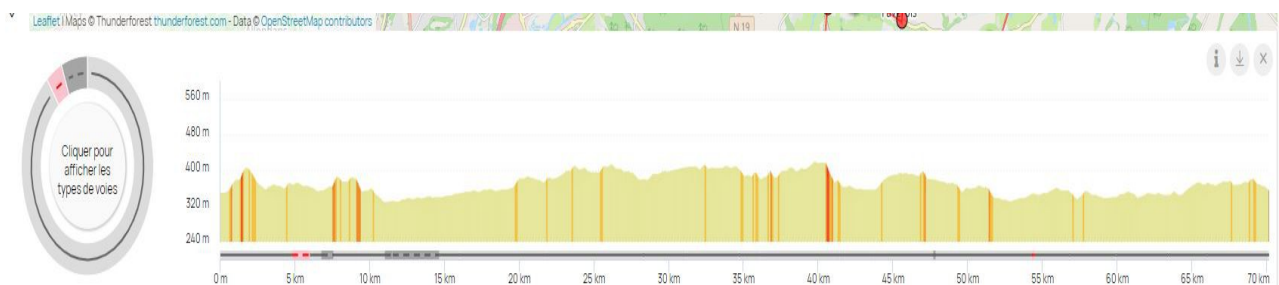 Leaflet | Maps © Thunderforest thunderforest.com - Data © OpenStreetMap contributors
N 19
i
560 m
480 m
400 m
320 m
240 m
Cliquer pour
afficher les
types de voies
0 m 5 km 10 km 15 km 20 km 25 km 30 km 35 km 40 km 45 km 50 km 55 km 60 km 65 km 70 km